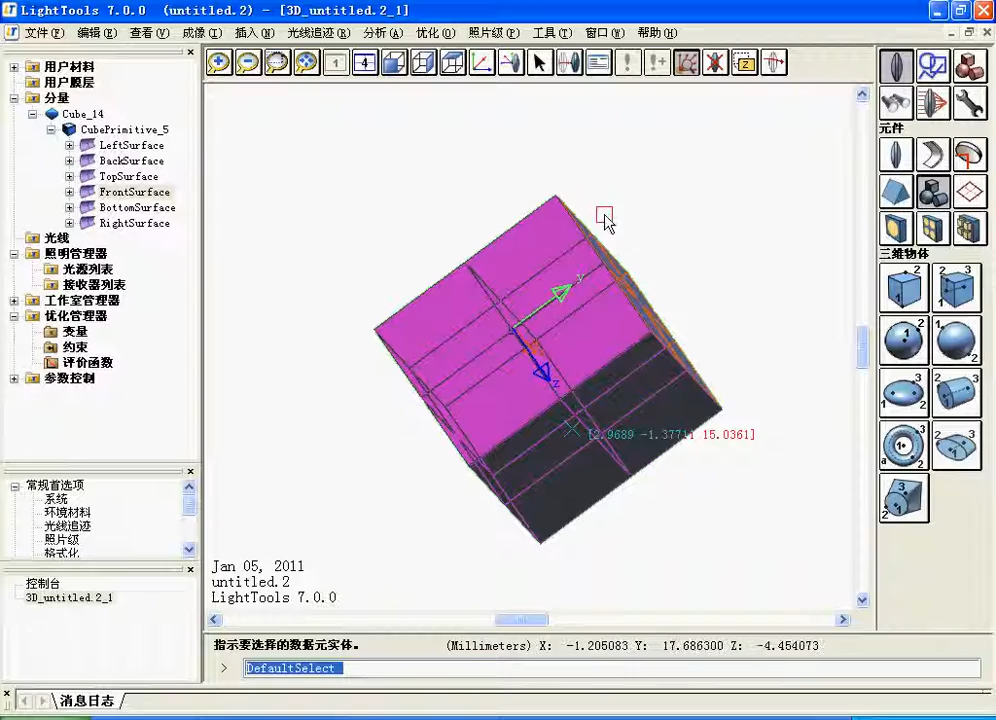 LightTools 7.0.0  (untitled.2) - [3D_untitled.2_1]
文件(F) 编辑(E) 查看(V) 成像(I) 插入(N) 光线追迹(R) 分析(A) 优化(O) 照片级(P) 工具(T) 窗口(W) 帮助(H)
用户材料
用户膜层
分量
Cube_14
CubePrimitive_5
LeftSurface
BackSurface
TopSurface
FrontSurface
BottomSurface
RightSurface
光线
照明管理器
光源列表
接收器列表
工作室管理器
优化管理器
变量
约束
评价函数
参数控制
常规首选项
系统
环境材料
光线追迹
照片级
格式化
控制台
3D_untitled.2_1
元件
三维物体
y
z
Jan 05, 2011
untitled.2
LightTools 7.0.0
指示要选择的数据元实体。 (Millimeters) X: -1.205083 Y: 17.686300 Z: -4.454073
> DefaultSelect
消息日志